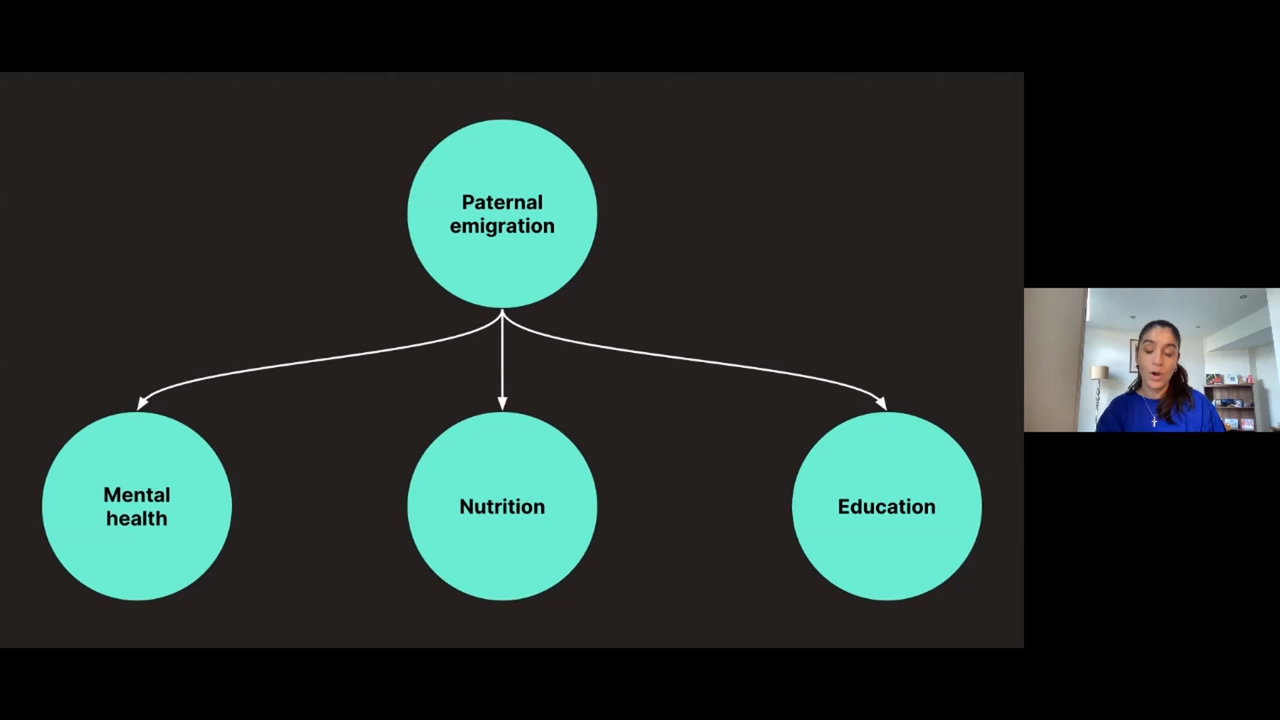 Paternal
emigration
Mental
health
Nutrition
Education